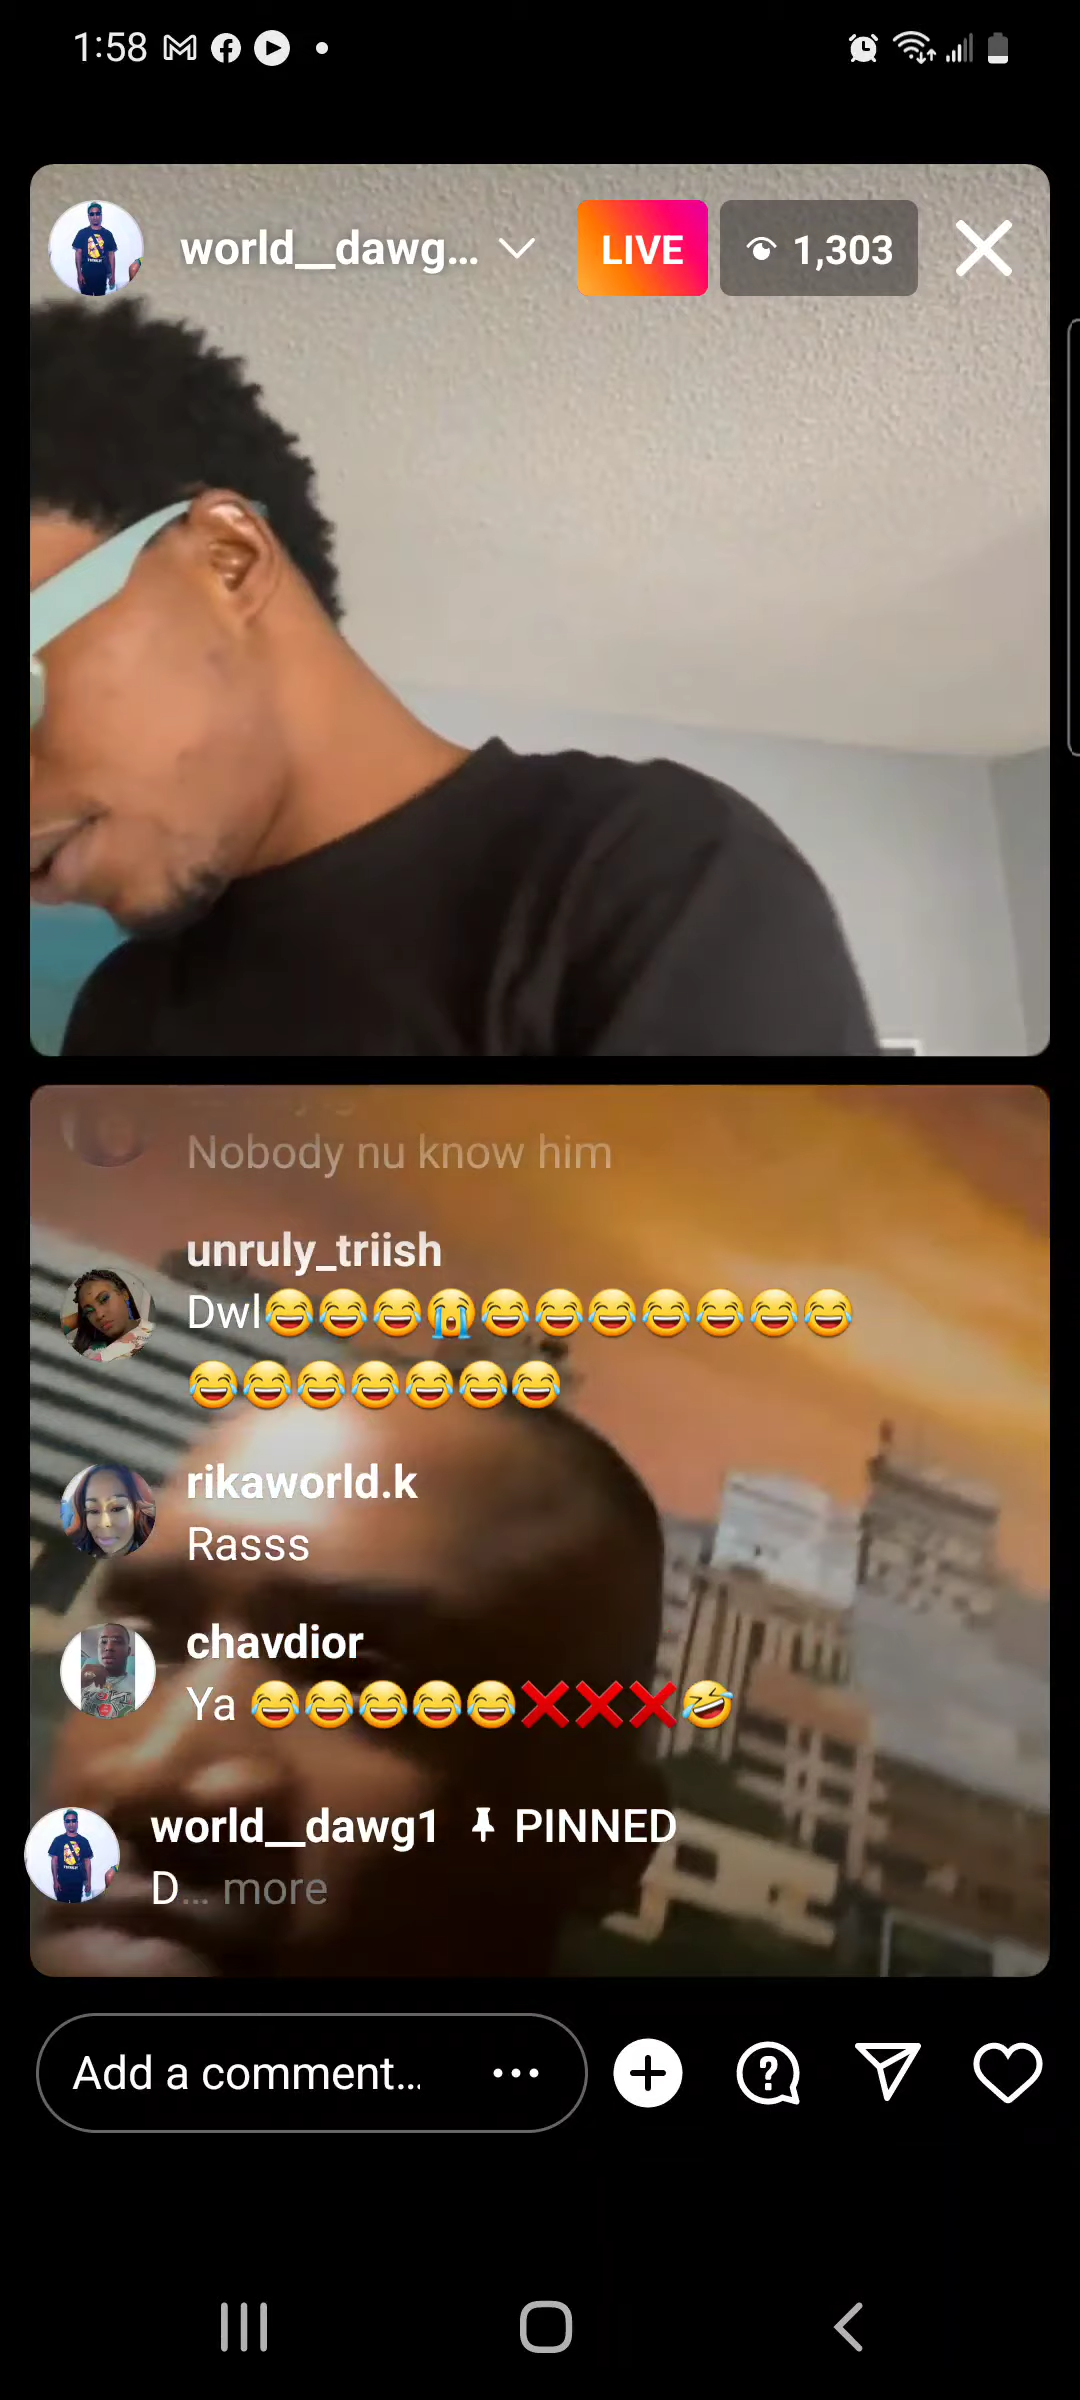 1:58
world__dawg...
LIVE
1,303
Nobody nu know him
unruly_triish
Dwl😂😂😂😭😂😂😂😂😂😂😂
😂😂😂😂😂😂😂
rikaworld.k
Rasss
chavdior
Ya 😂😂😂😂😂❌❌❌🤣
world__dawg1 📌 PINNED
D... more
Add a comment...